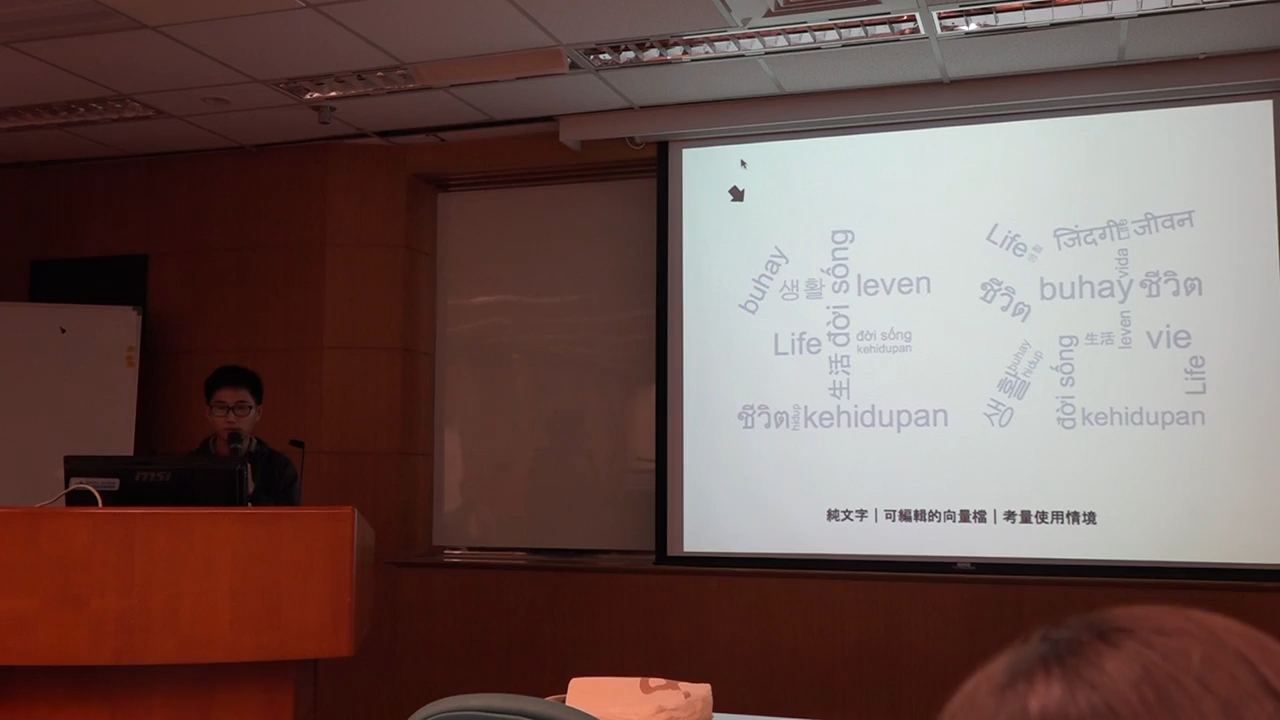 buhay
생활
đời sống
leven
Life
đời sống
kehidupan
生活
ชีวิต
hidup
kehidupan
Life
생활
जिंदगी
जीवन
vida
ชีวิต
buhay
ชีวิต
buhay
hidup
생활
đời sống
生活
leven
vie
Life
kehidupan
純文字｜可編輯的向量檔｜考量使用情境
msi